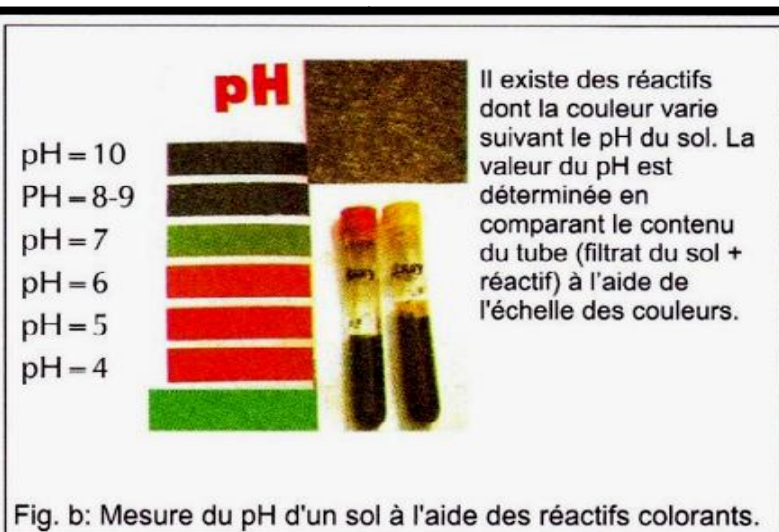 pH
pH = 10
PH = 8-9
pH = 7
pH = 6
pH = 5
pH = 4
Il existe des réactifs
dont la couleur varie
suivant le pH du sol. La
valeur du pH est
déterminée en
comparant le contenu
du tube (filtrat du sol +
réactif) à l'aide de
l'échelle des couleurs.
Fig. b: Mesure du pH d'un sol à l'aide des réactifs colorants.